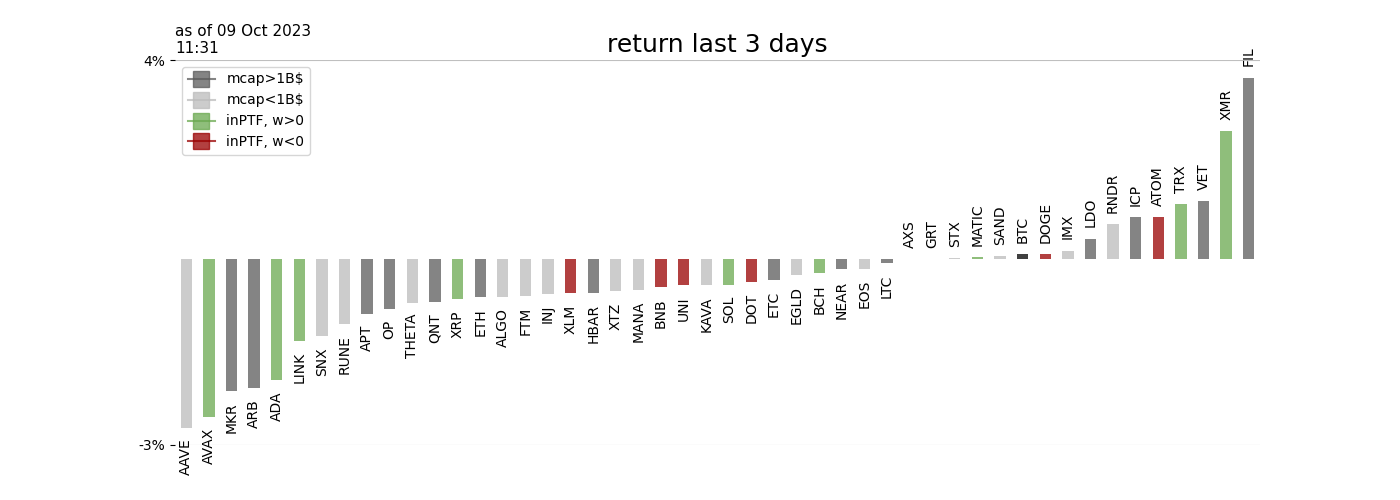 as of 09 Oct 2023
11:31
return last 3 days
4%
mcap>1B$
mcap<1B$
inPTF, w>0
inPTF, w<0
-3%
AAVE
AVAX
MKR
ARB
ADA
LINK
SNX
RUNE
APT
OP
THETA
QNT
XRP
ETH
ALGO
FTM
INJ
XLM
HBAR
XTZ
MANA
BNB
UNI
KAVA
SOL
DOT
ETC
EGLD
BCH
NEAR
EOS
LTC
AXS
GRT
STX
MATIC
SAND
BTC
DOGE
IMX
LDO
RNDR
ICP
ATOM
TRX
VET
XMR
FIL